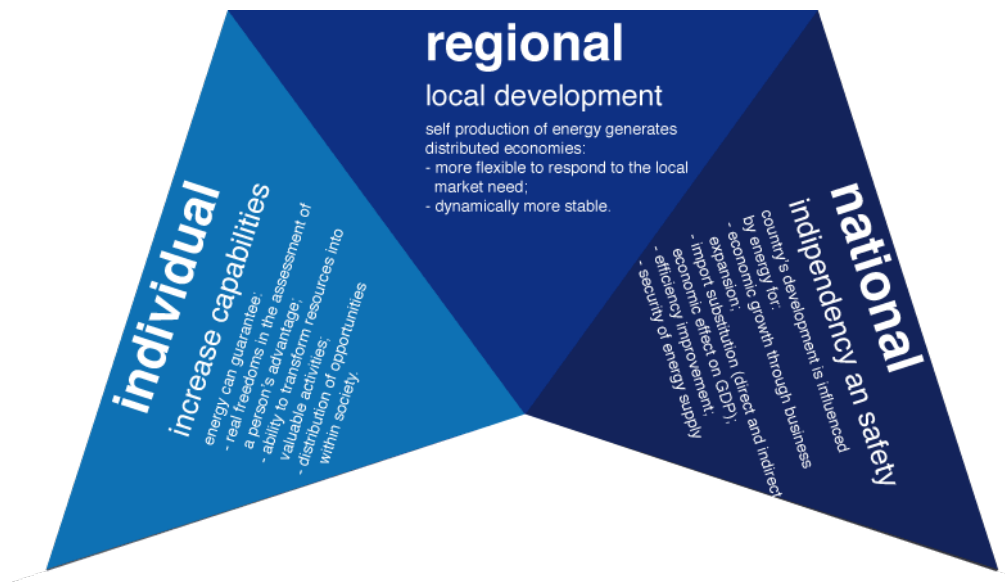 individual
increase capabilities
energy can guarantee:
- real freedoms in the assessment of
a person's advantage;
- ability to transform resources into
valuable activities;
- distribution of opportunities
within society.
regional
local development
self production of energy generates
distributed economies:
- more flexible to respond to the local
market need;
- dynamically more stable.
national
indipendency an safety
country's development is influenced
by energy for:
- economic growth through business
expansion;
- import substitution (direct and indirect
economic effect on GDP);
- efficiency improvement;
- security of energy supply